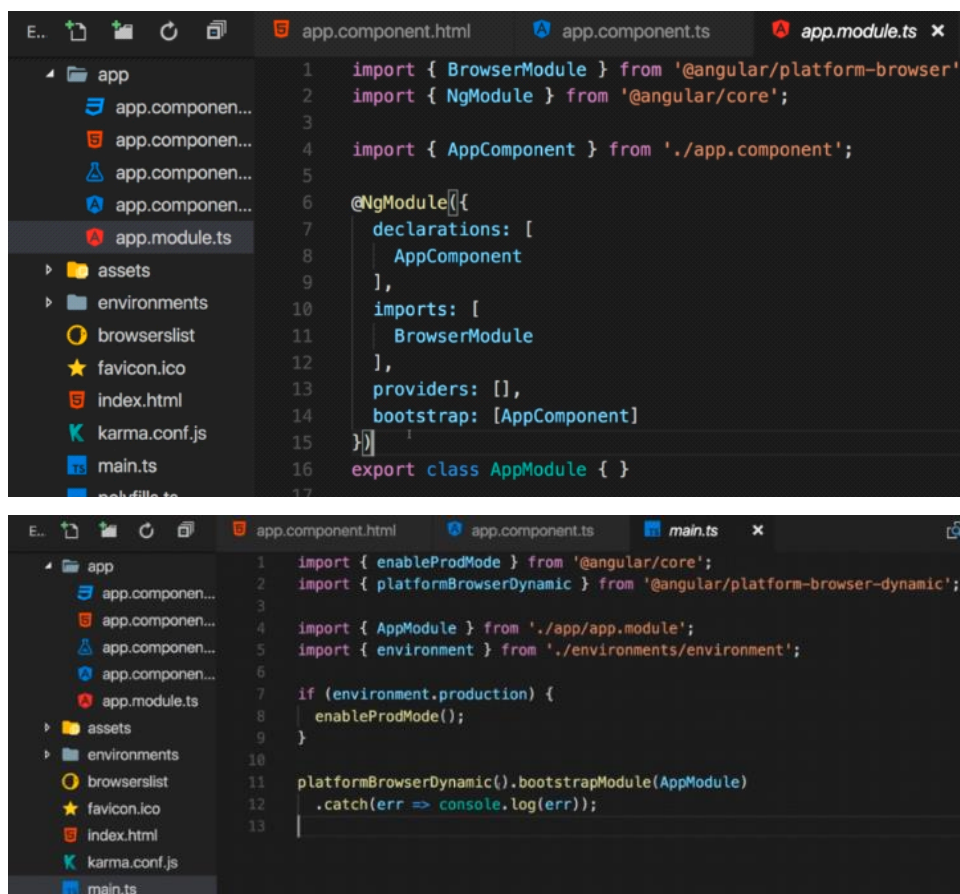 E..
app.component.html
app.component.ts
app.module.ts ×
app
app.componen...
app.componen...
app.componen...
app.componen...
app.module.ts
assets
environments
browserslist
favicon.ico
index.html
karma.conf.js
main.ts
polyfills.ts
1 import { BrowserModule } from '@angular/platform-browser'
2 import { NgModule } from '@angular/core';
3
4 import { AppComponent } from './app.component';
5
6 @NgModule({
7 declarations: [
8 AppComponent
9 ],
10 imports: [
11 BrowserModule
12 ],
13 providers: [],
14 bootstrap: [AppComponent]
15 })
16 export class AppModule { }
17
E..
app.component.html
app.component.ts
main.ts ×
app
app.componen...
app.componen...
app.componen...
app.componen...
app.module.ts
assets
environments
browserslist
favicon.ico
index.html
karma.conf.js
main.ts
1 import { enableProdMode } from '@angular/core';
2 import { platformBrowserDynamic } from '@angular/platform-browser-dynamic';
3
4 import { AppModule } from './app/app.module';
5 import { environment } from './environments/environment';
6
7 if (environment.production) {
8 enableProdMode();
9 }
10
11 platformBrowserDynamic().bootstrapModule(AppModule)
12 .catch(err => console.log(err));
13